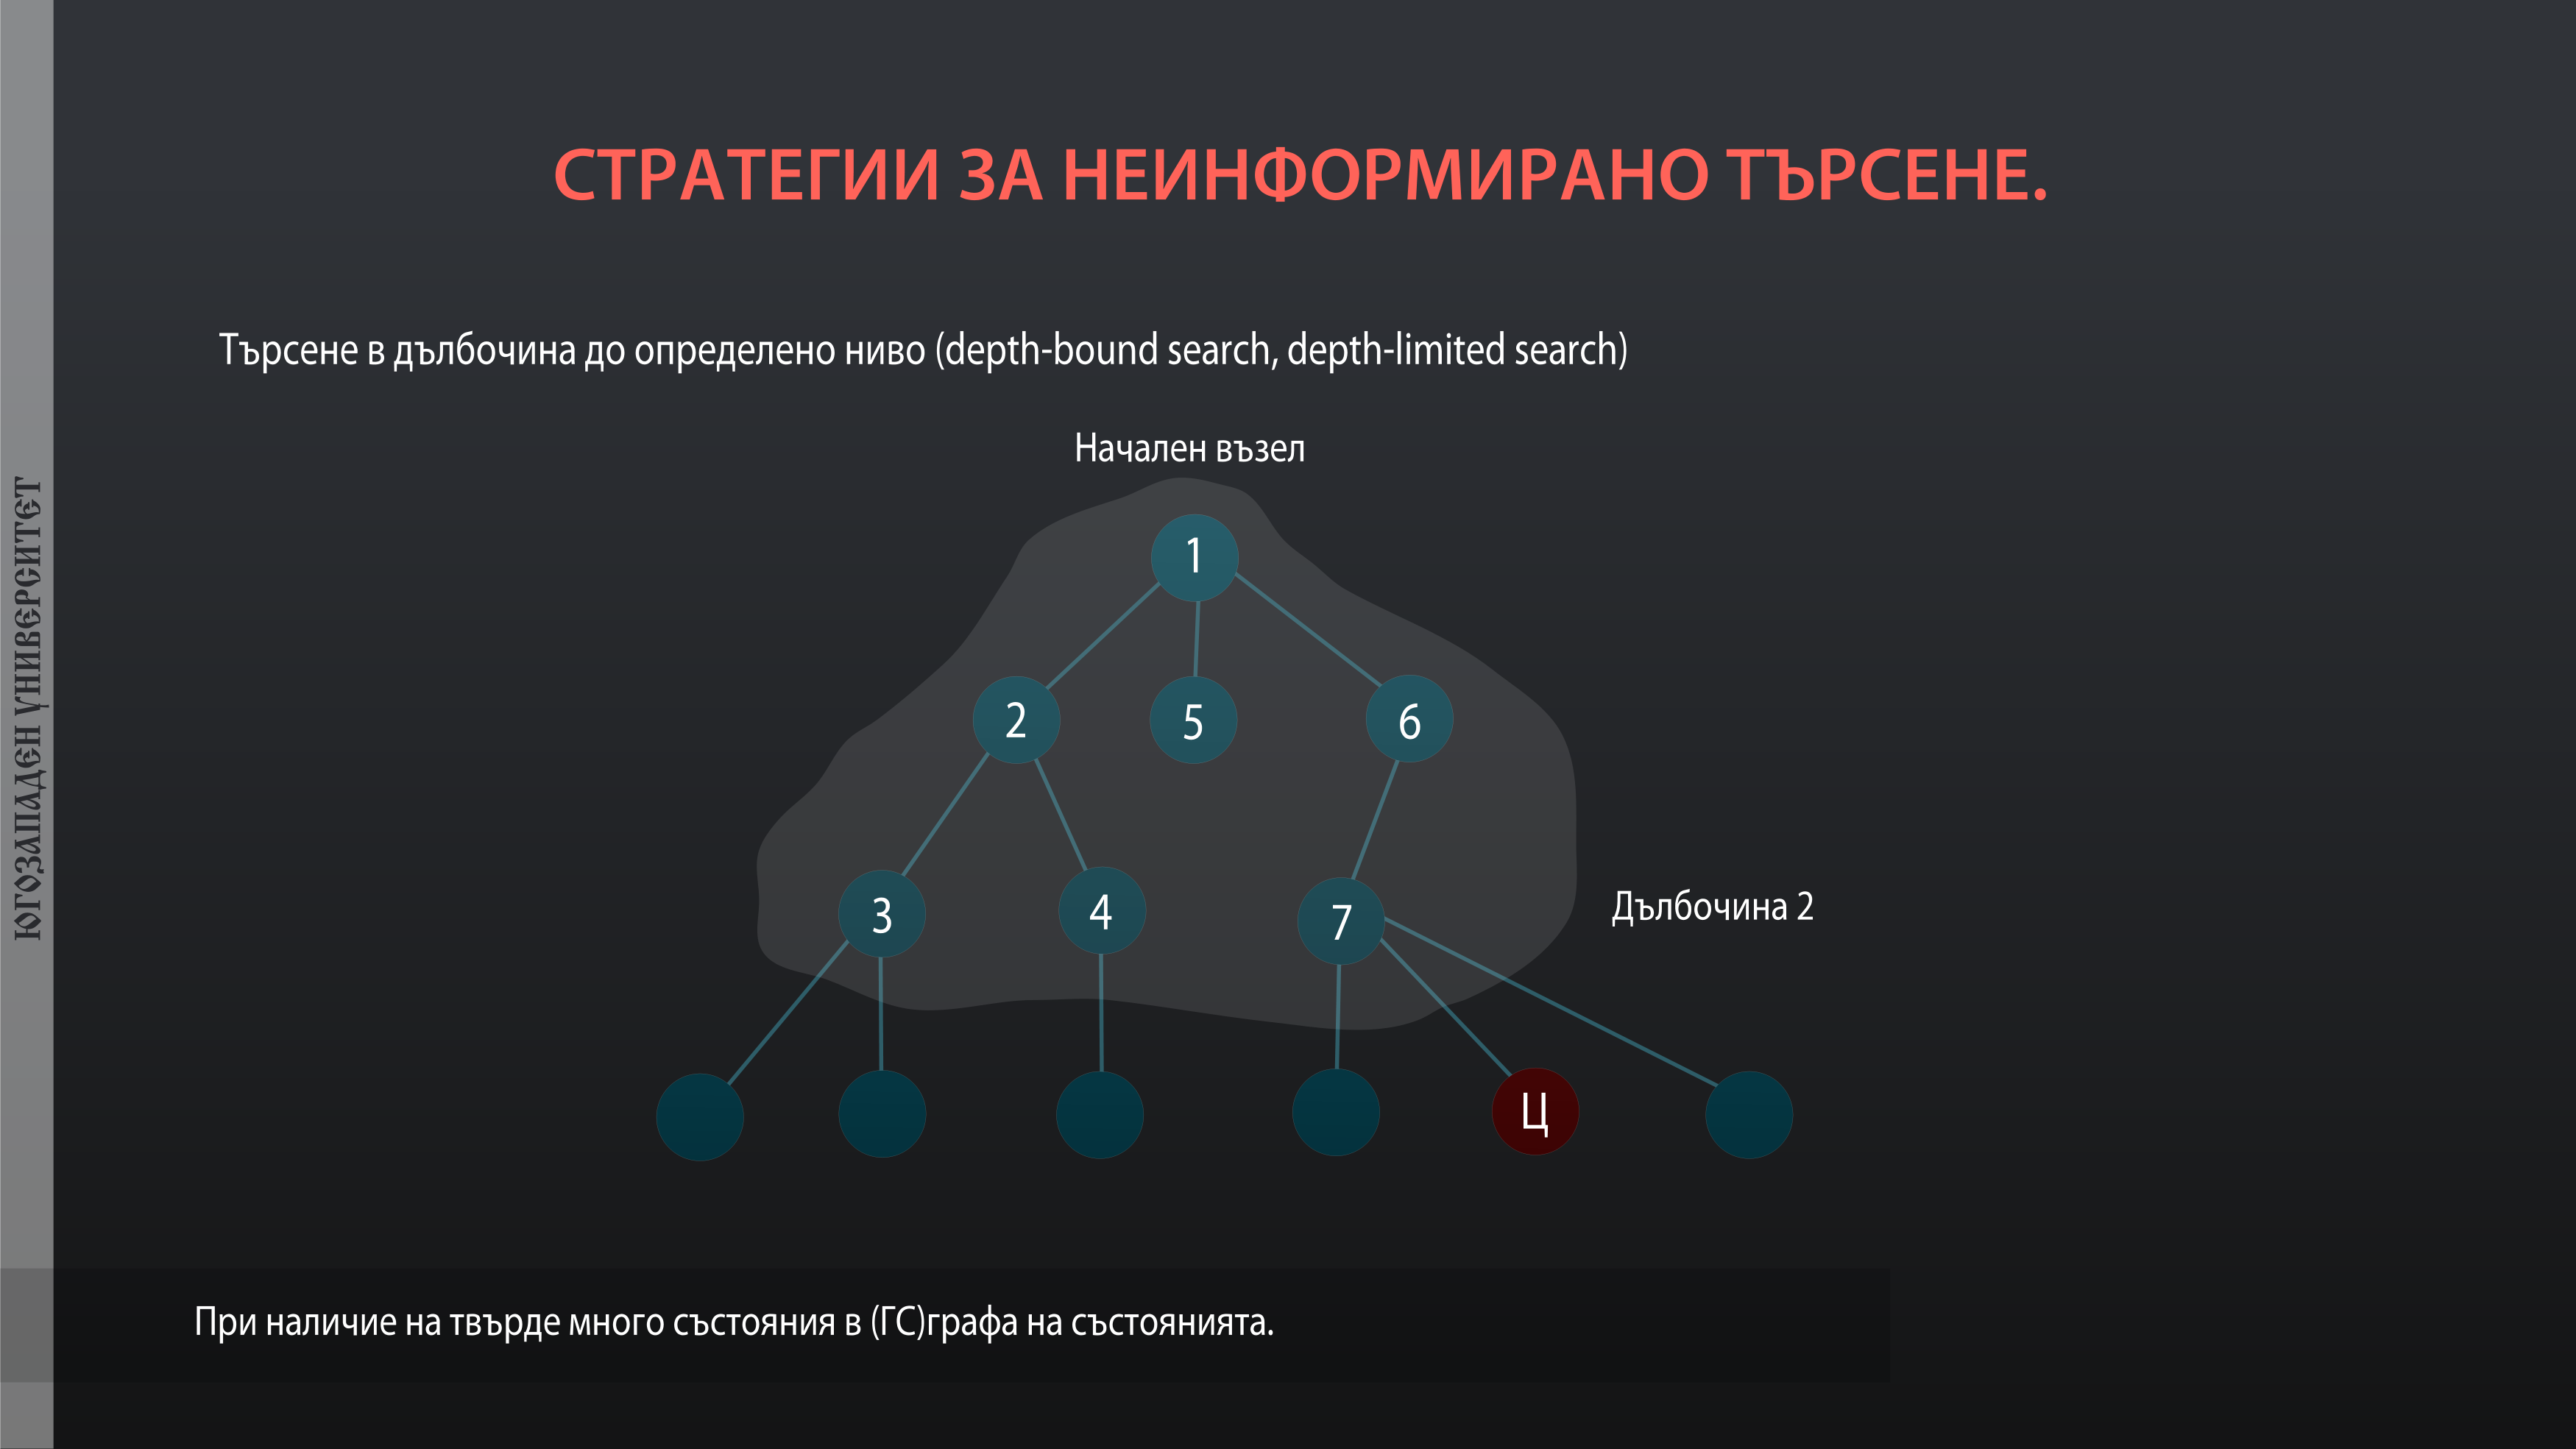 СТРАТЕГИИ ЗА НЕИНФОРМИРАНО ТЪРСЕНЕ.
Търсене в дълбочина до определено ниво (depth-bound search, depth-limited search)
Начален възел
1
2 5 6
3 4 7
Дълбочина 2
Ц
При наличие на твърде много състояния в (ГС)графа на състоянията.
ЮГОЗАПАДЕН УНИВЕРСИТЕТ